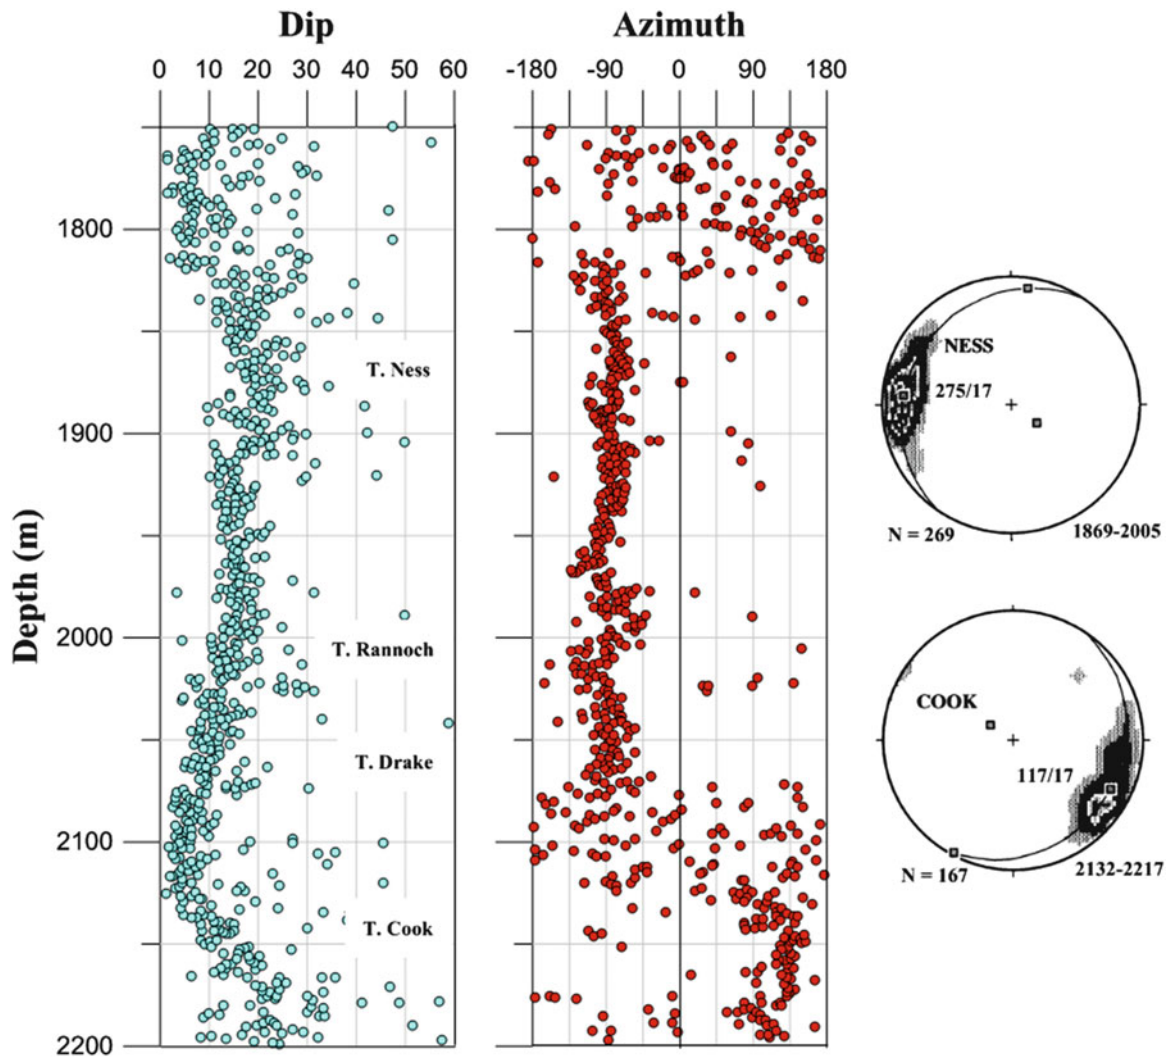 Dip
Azimuth
0 10 20 30 40 50 60
-180 -90 0 90 180
Depth (m)
1800
1900
2000
2100
2200
T. Ness
T. Rannoch
T. Drake
T. Cook
NESS
275/17
N = 269
1869-2005
COOK
117/17
N = 167
2132-2217